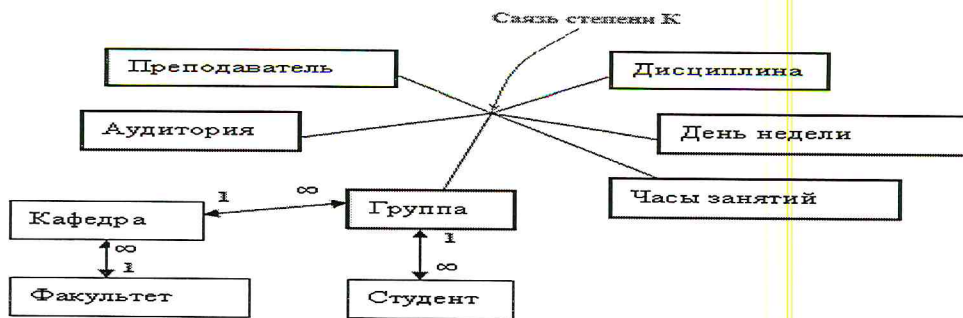 Связь степени К
Преподаватель
Дисциплина
Аудитория
День недели
Часы занятий
1
∞
Кафедра
Группа
∞
1
1
∞
Факультет
Студент